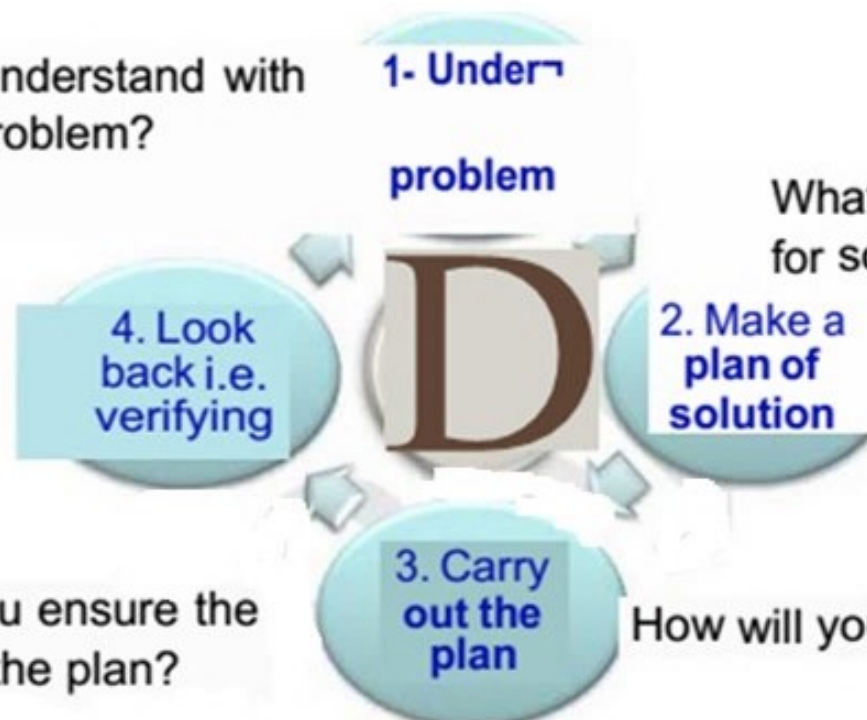 nderstand with
roblem?
1- Under¬
problem
Wha
for s
4. Look
back i.e.
verifying
D
2. Make a
plan of
solution
3. Carry
out the
plan
u ensure the
the plan?
How will yo